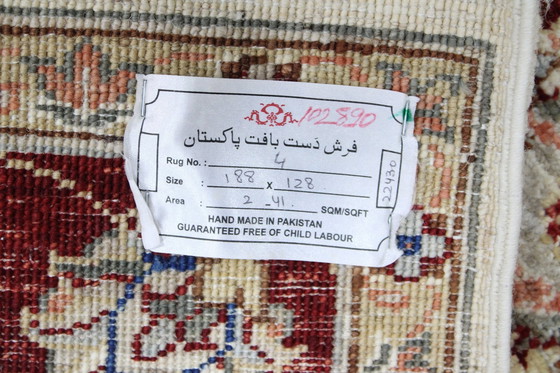 102890
فرش دَست بافت پاکستان
Rug No.: 4
Size : 188 x 128
Area : 2 - 41. SQM/SQFT
22430
HAND MADE IN PAKISTAN
GUARANTEED FREE OF CHILD LABOUR